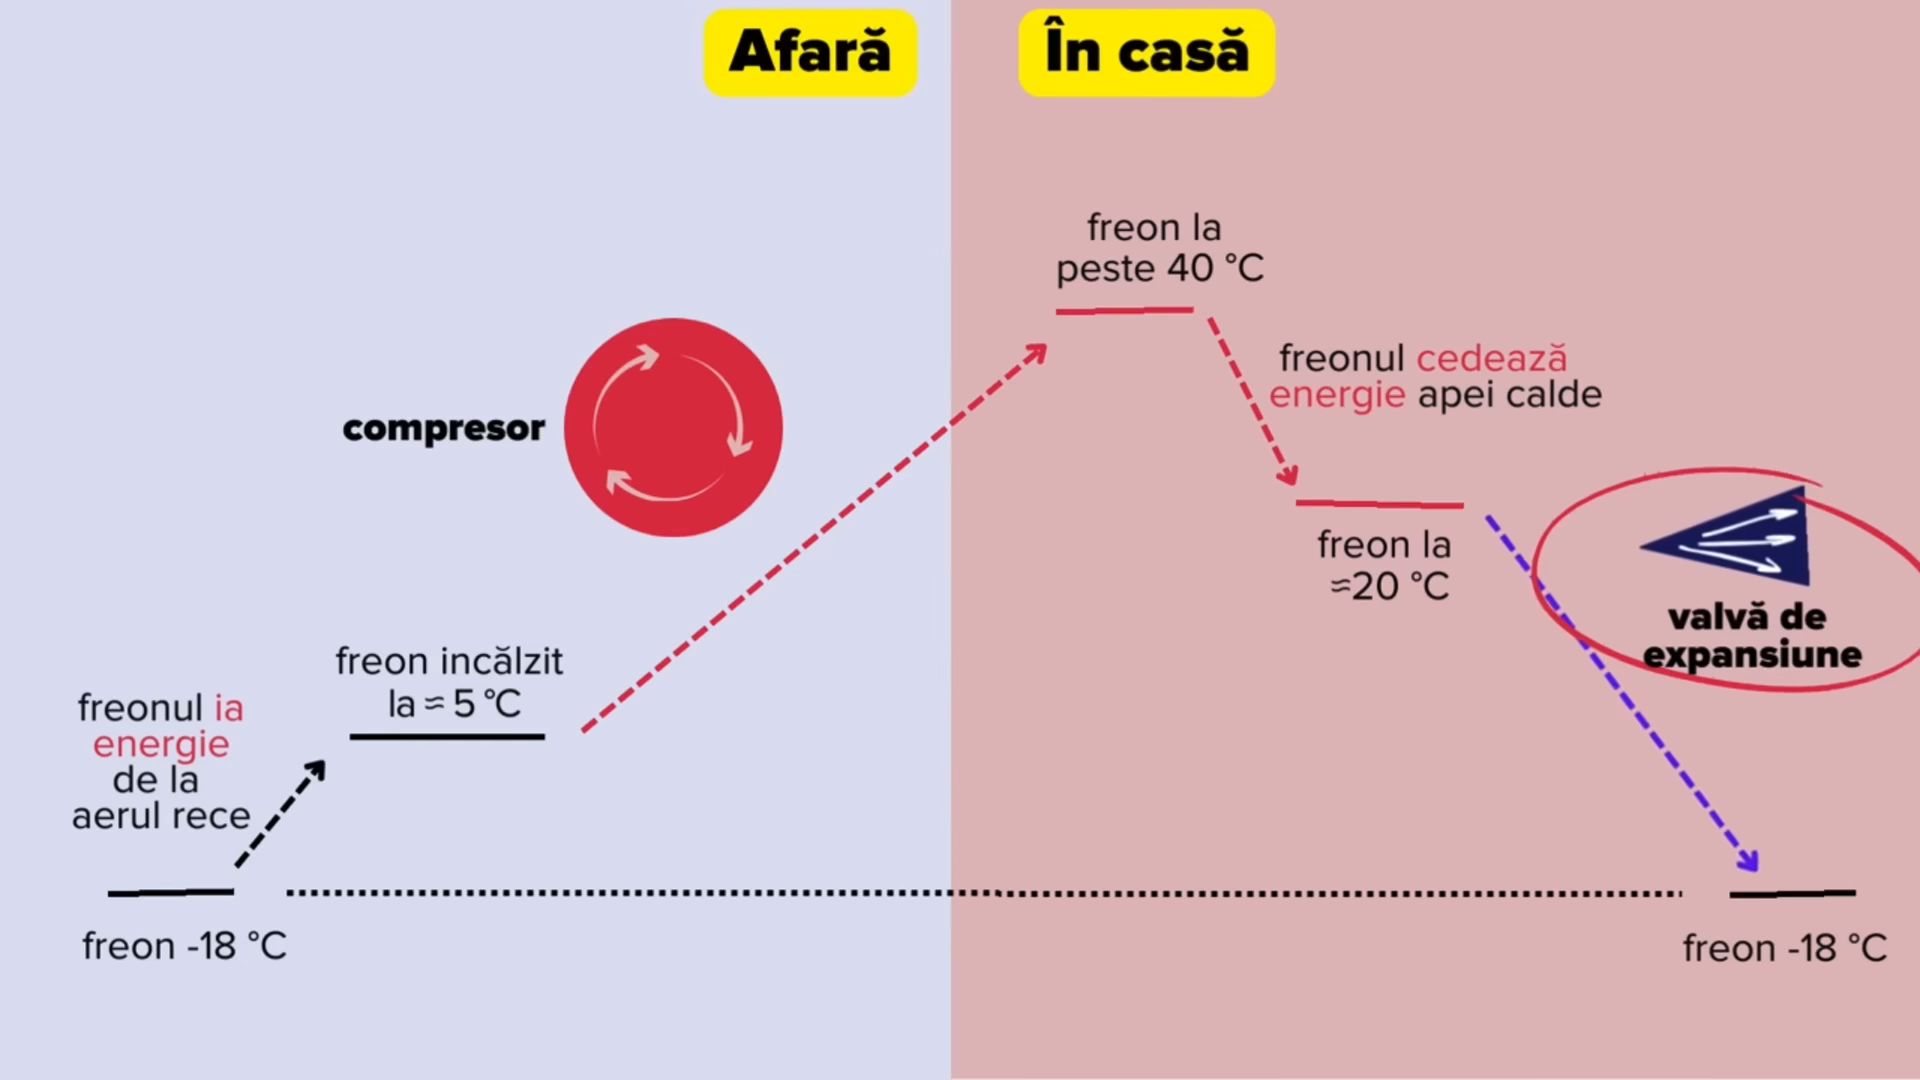 Afară
În casă
freon la
peste 40 °C
freonul cedează
energie apei calde
compresor
freon la
≈20 °C
valvă de
expansiune
freon incălzit
la ≈ 5 °C
freonul ia
energie
de la
aerul rece
freon -18 °C
freon -18 °C